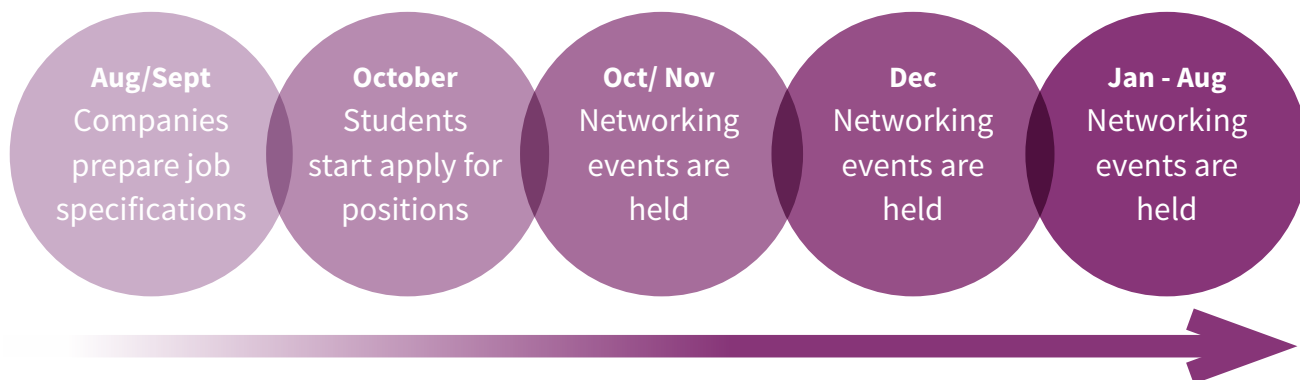 Aug/Sept
Companies
prepare job
specifications
October
Students
start apply for
positions
Oct/ Nov
Networking
events are
held
Dec
Networking
events are
held
Jan - Aug
Networking
events are
held